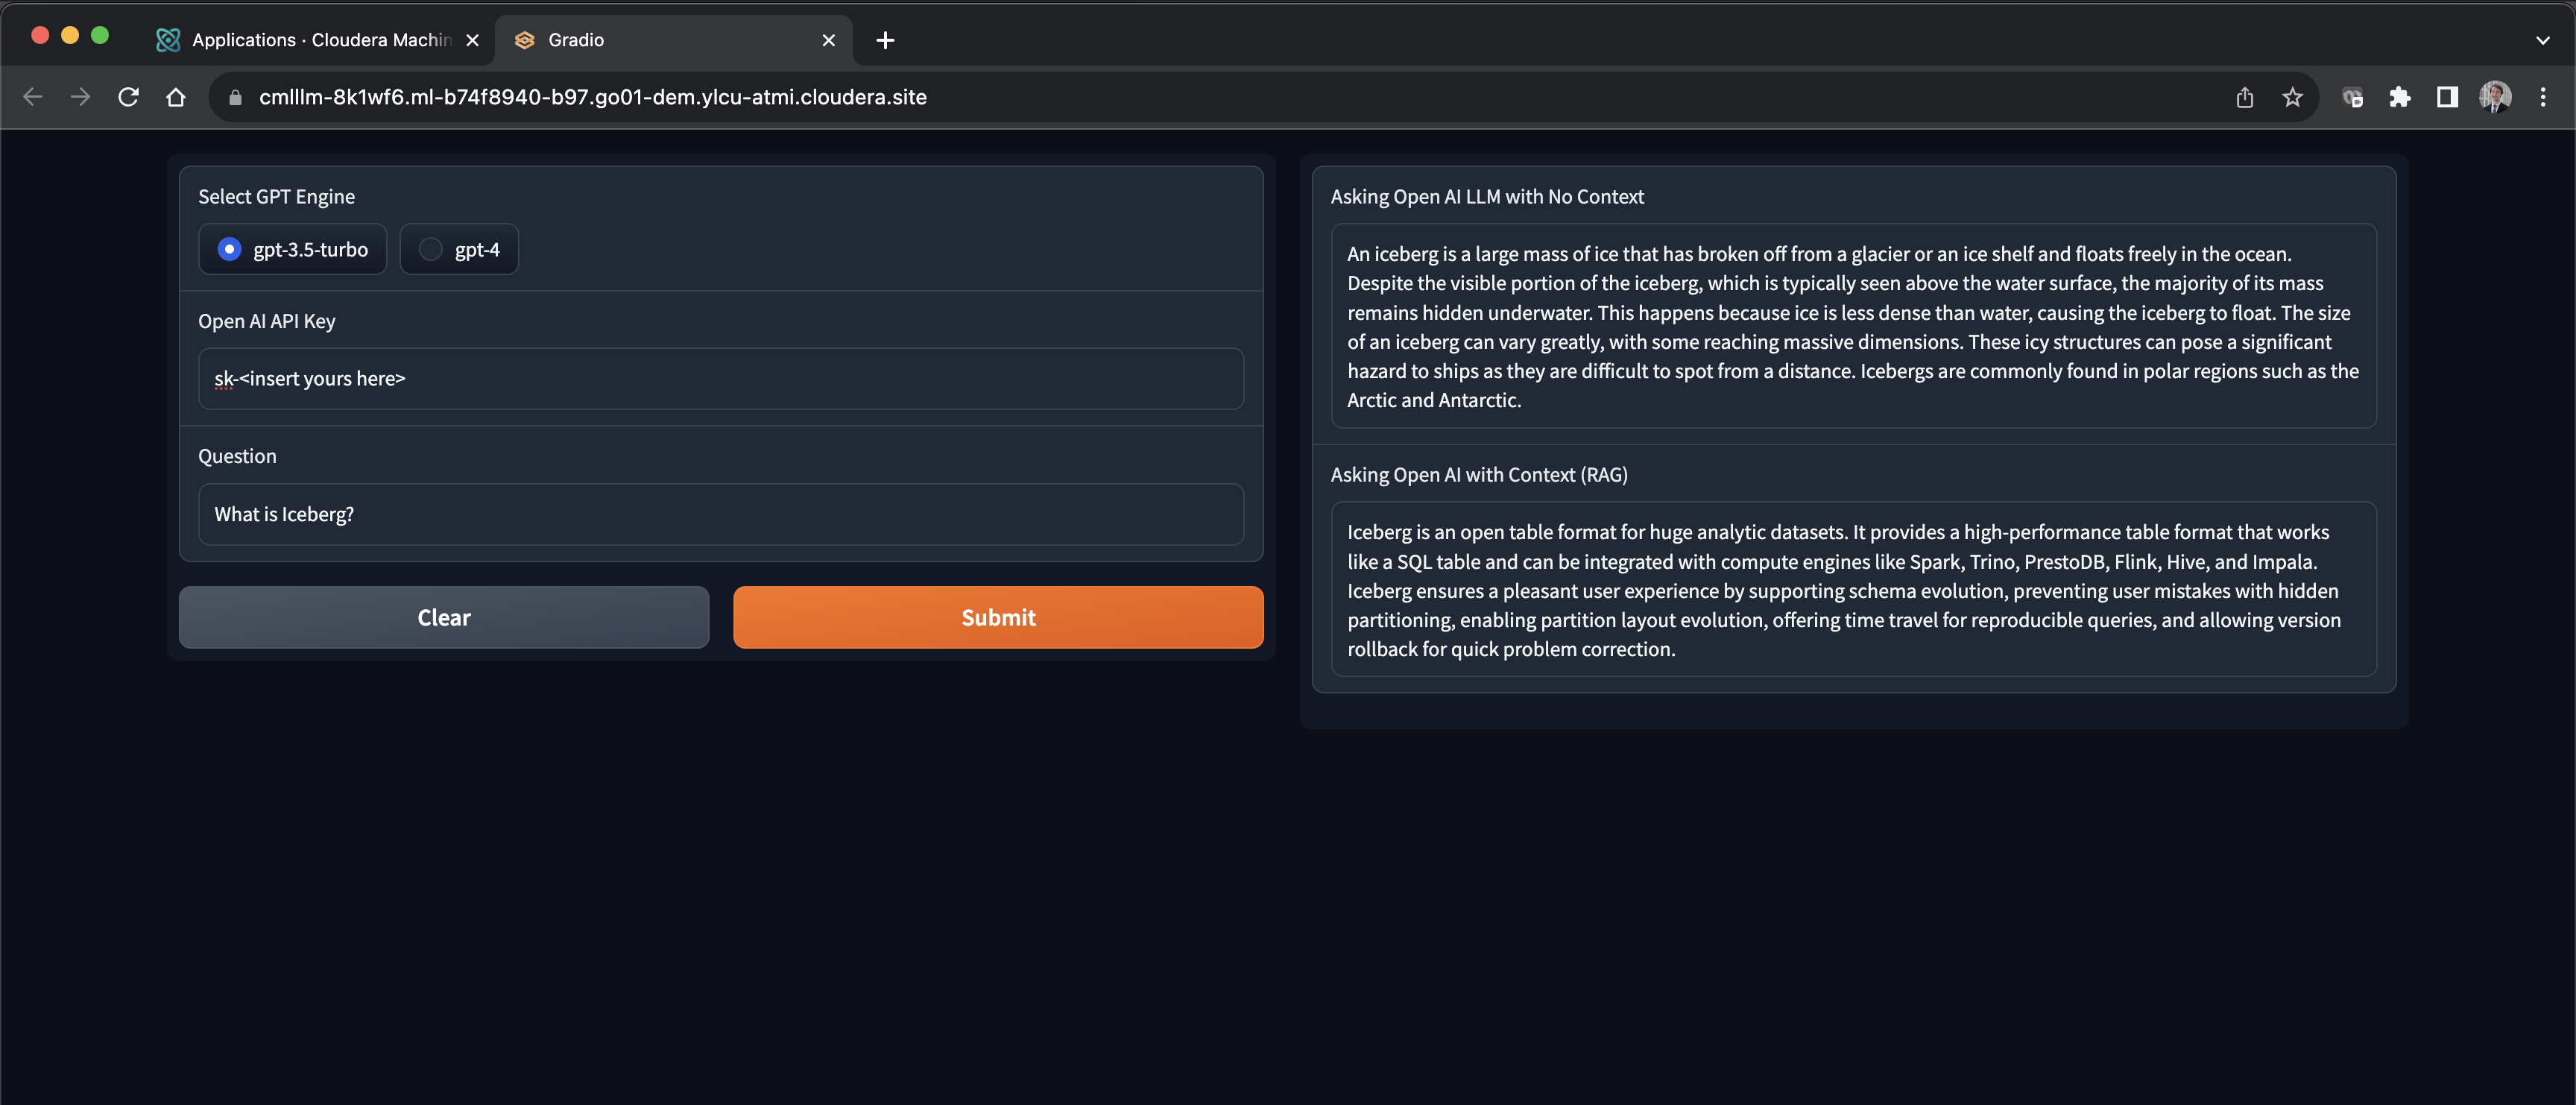 Applications · Cloudera Machin
Gradio
cmlllm-8k1wf6.ml-b74f8940-b97.go01-dem.ylcu-atmi.cloudera.site
Select GPT Engine
gpt-3.5-turbo
gpt-4
Open AI API Key
sk-<insert yours here>
Question
What is Iceberg?
Clear
Submit
Asking Open AI LLM with No Context
An iceberg is a large mass of ice that has broken off from a glacier or an ice shelf and floats freely in the ocean.
Despite the visible portion of the iceberg, which is typically seen above the water surface, the majority of its mass
remains hidden underwater. This happens because ice is less dense than water, causing the iceberg to float. The size
of an iceberg can vary greatly, with some reaching massive dimensions. These icy structures can pose a significant
hazard to ships as they are difficult to spot from a distance. Icebergs are commonly found in polar regions such as the
Arctic and Antarctic.
Asking Open AI with Context (RAG)
Iceberg is an open table format for huge analytic datasets. It provides a high-performance table format that works
like a SQL table and can be integrated with compute engines like Spark, Trino, PrestoDB, Flink, Hive, and Impala.
Iceberg ensures a pleasant user experience by supporting schema evolution, preventing user mistakes with hidden
partitioning, enabling partition layout evolution, offering time travel for reproducible queries, and allowing version
rollback for quick problem correction.